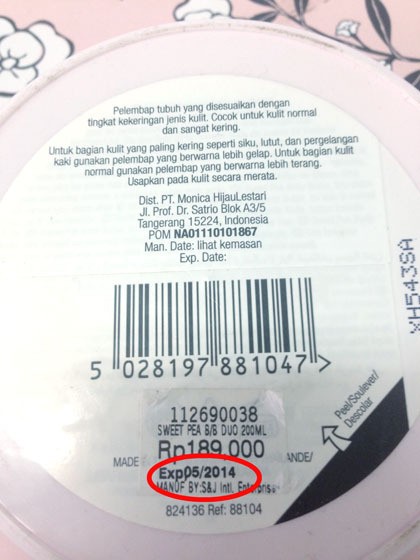 Pelembap tubuh yang disesuaikan dengan
tingkat kekeringan jenis kulit. Cocok untuk kulit normal
dan sangat kering.
Untuk bagian kulit yang paling kering seperti siku, lutut, dan pergelangan
kaki gunakan pelembap yang berwarna lebih gelap. Untuk bagian kulit
normal gunakan pelembap yang berwarna lebih terang.
Usapkan pada kulit secara merata.
Dist. PT. Monica HijauLestari
Jl. Prof. Dr. Satrio Blok A3/5
Tangerang 15224, Indonesia
POM NA01110101867
Man. Date: lihat kemasan
Exp. Date:
WH543SA
5 028197 881047 >
112690038
SWEET PEA B/B DUO 200ML
Rp189.000
MADE ANDE/
Exp05/2014
MANUF BY:S&J Intl. Enterprise
824136 Ref: 88104
Peel/Soulever/
Descolar